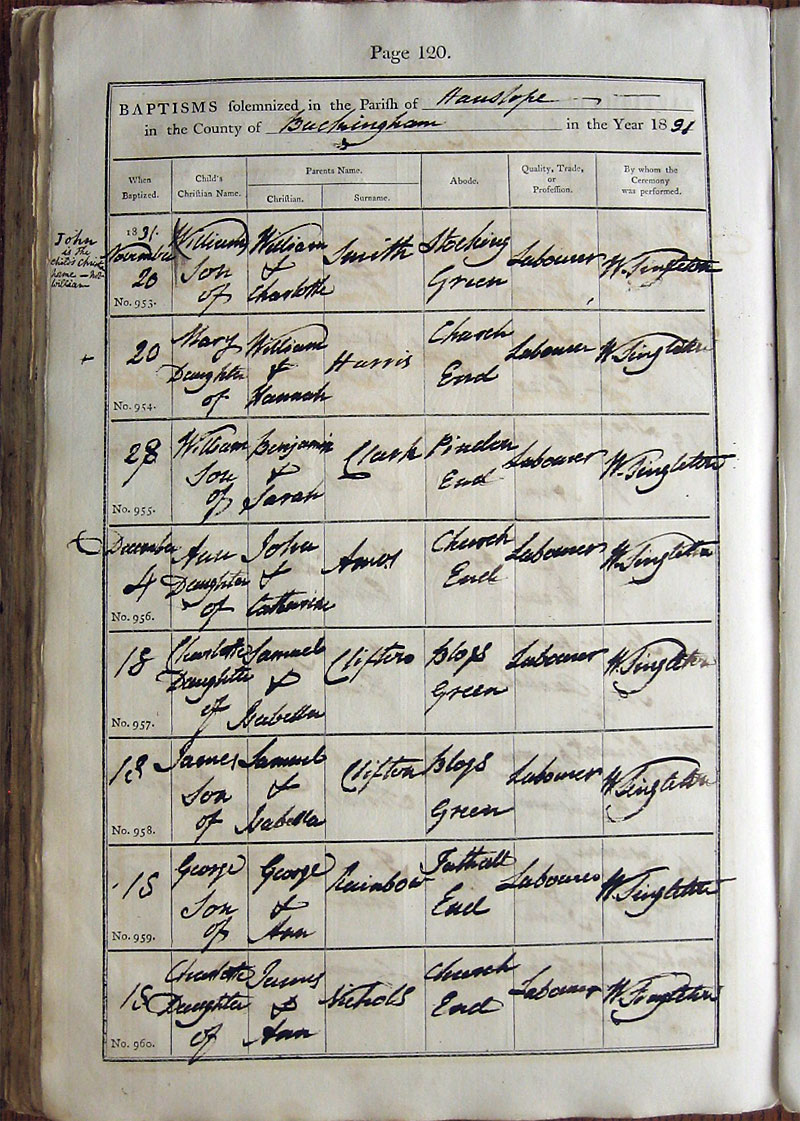 Page 120.
BAPTISMS solemnized in the Parish of Hanslope
in the County of Buckingham in the Year 1831
When Baptized.
Child's Christian Name.
Parents Name.
Christian.
Surname.
Abode.
Quality, Trade, or Profession.
By whom the Ceremony was performed.
John
is the
child's Christn
name — not
William
1831.
November
20
No. 953.
William
Son
of
William
&
Charlotte
Smith
Stocking
Green
Labourer
W. Singleton
20
No. 954.
Mary
Daughter
of
William
&
Hannah
Harris
Church
End
Labourer
W. Singleton
28
No. 955.
William
Son
of
Benjamin
&
Sarah
Clark
Pindon
End
Labourer
W. Singleton
December
4
No. 956.
Ann
Daughter
of
John
&
Catharine
Amos
Church
End
Labourer
W. Singleton
18
No. 957.
Charlotte
Daughter
of
Samuel
&
Isabella
Clifton
Blogs
Green
Labourer
W. Singleton
18
No. 958.
James
Son
of
Samuel
&
Isabella
Clifton
Blogs
Green
Labourer
W. Singleton
18
No. 959.
George
Son
of
George
&
Ann
Rainbow
Tathall
End
Labourer
W. Singleton
18
No. 960.
Charlotte
Daughter
of
James
&
Ann
Nichols
Church
End
Labourer
W. Singleton